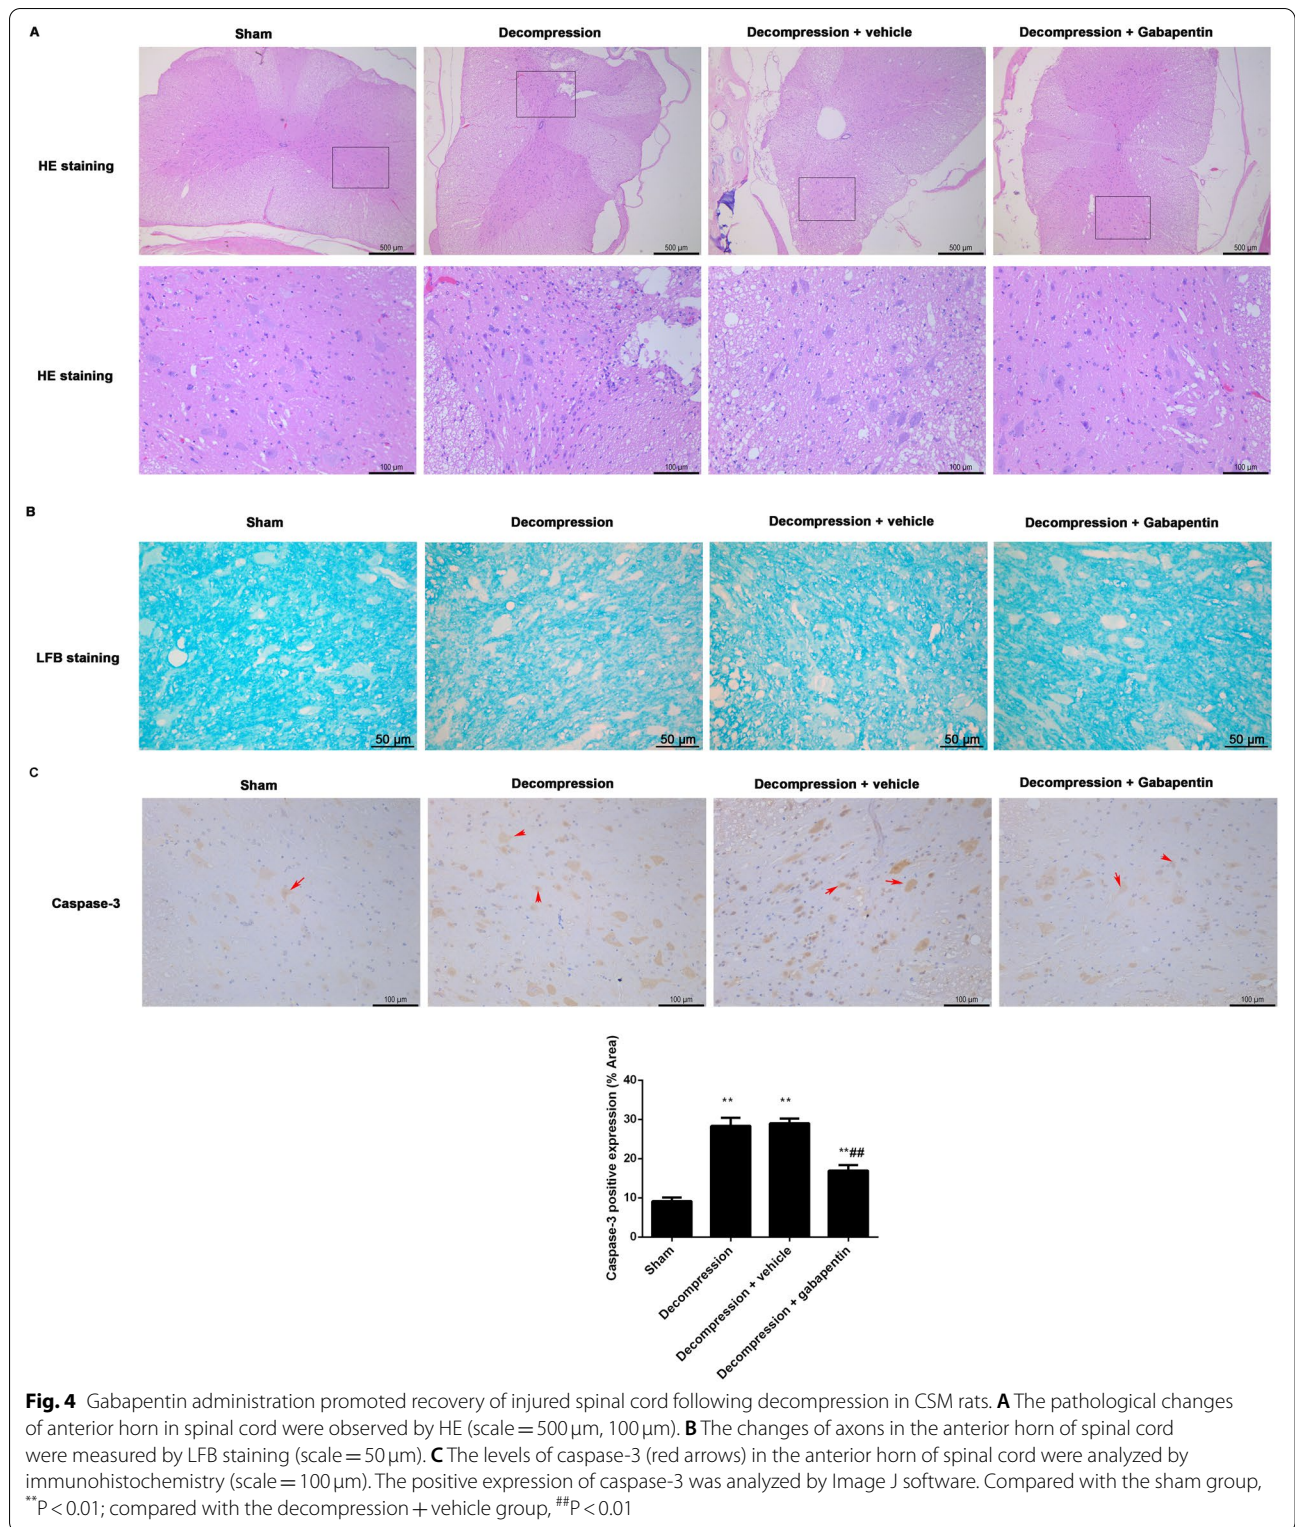 A
Sham
Decompression
Decompression + vehicle
Decompression + Gabapentin
HE staining
500 µm
500 µm
500 µm
500 µm
HE staining
100 µm
100 µm
100 µm
100 µm
B
Sham
Decompression
Decompression + vehicle
Decompression + Gabapentin
LFB staining
50 µm
50 µm
50 µm
50 µm
C
Sham
Decompression
Decompression + vehicle
Decompression + Gabapentin
Caspase-3
100 µm
100 µm
100 µm
100 µm
Caspase-3 positive expression (% Area)
40
30
20
10
0
**
**
**##
Sham
Decompression
Decompression + vehicle
Decompression + gabapentin
Fig. 4 Gabapentin administration promoted recovery of injured spinal cord following decompression in CSM rats. A The pathological changes
of anterior horn in spinal cord were observed by HE (scale = 500 µm, 100 µm). B The changes of axons in the anterior horn of spinal cord
were measured by LFB staining (scale = 50 µm). C The levels of caspase-3 (red arrows) in the anterior horn of spinal cord were analyzed by
immunohistochemistry (scale = 100 µm). The positive expression of caspase-3 was analyzed by Image J software. Compared with the sham group,
**P < 0.01; compared with the decompression + vehicle group, ##P < 0.01